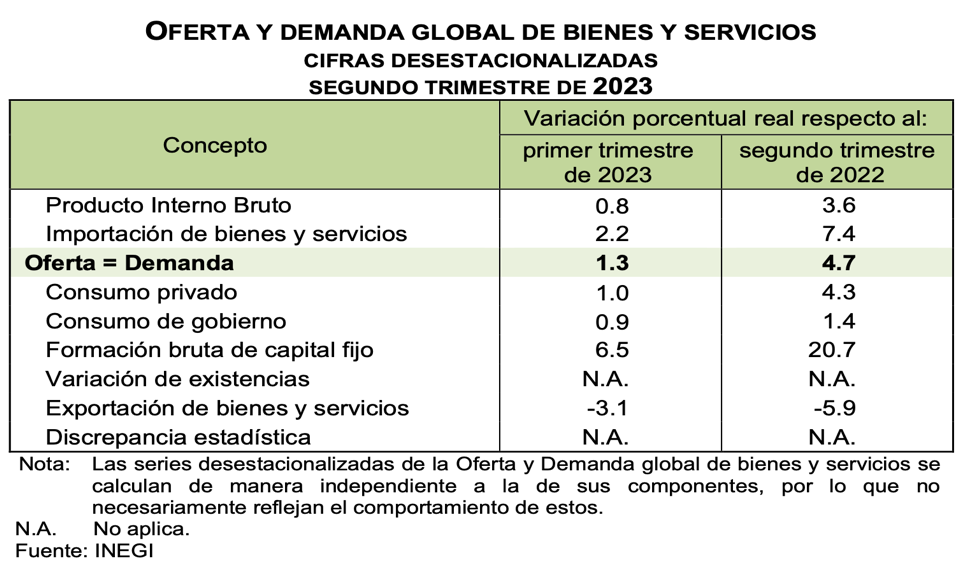 OFERTA Y DEMANDA GLOBAL DE BIENES Y SERVICIOS
CIFRAS DESESTACIONALIZADAS
SEGUNDO TRIMESTRE DE 2023
Concepto
Variación porcentual real respecto al:
primer trimestre de 2023
segundo trimestre de 2022
Producto Interno Bruto 0.8 3.6
Importación de bienes y servicios 2.2 7.4
Oferta = Demanda 1.3 4.7
Consumo privado 1.0 4.3
Consumo de gobierno 0.9 1.4
Formación bruta de capital fijo 6.5 20.7
Variación de existencias N.A. N.A.
Exportación de bienes y servicios -3.1 -5.9
Discrepancia estadística N.A. N.A.
Nota: Las series desestacionalizadas de la Oferta y Demanda global de bienes y servicios se
calculan de manera independiente a la de sus componentes, por lo que no
necesariamente reflejan el comportamiento de estos.
N.A. No aplica.
Fuente: INEGI